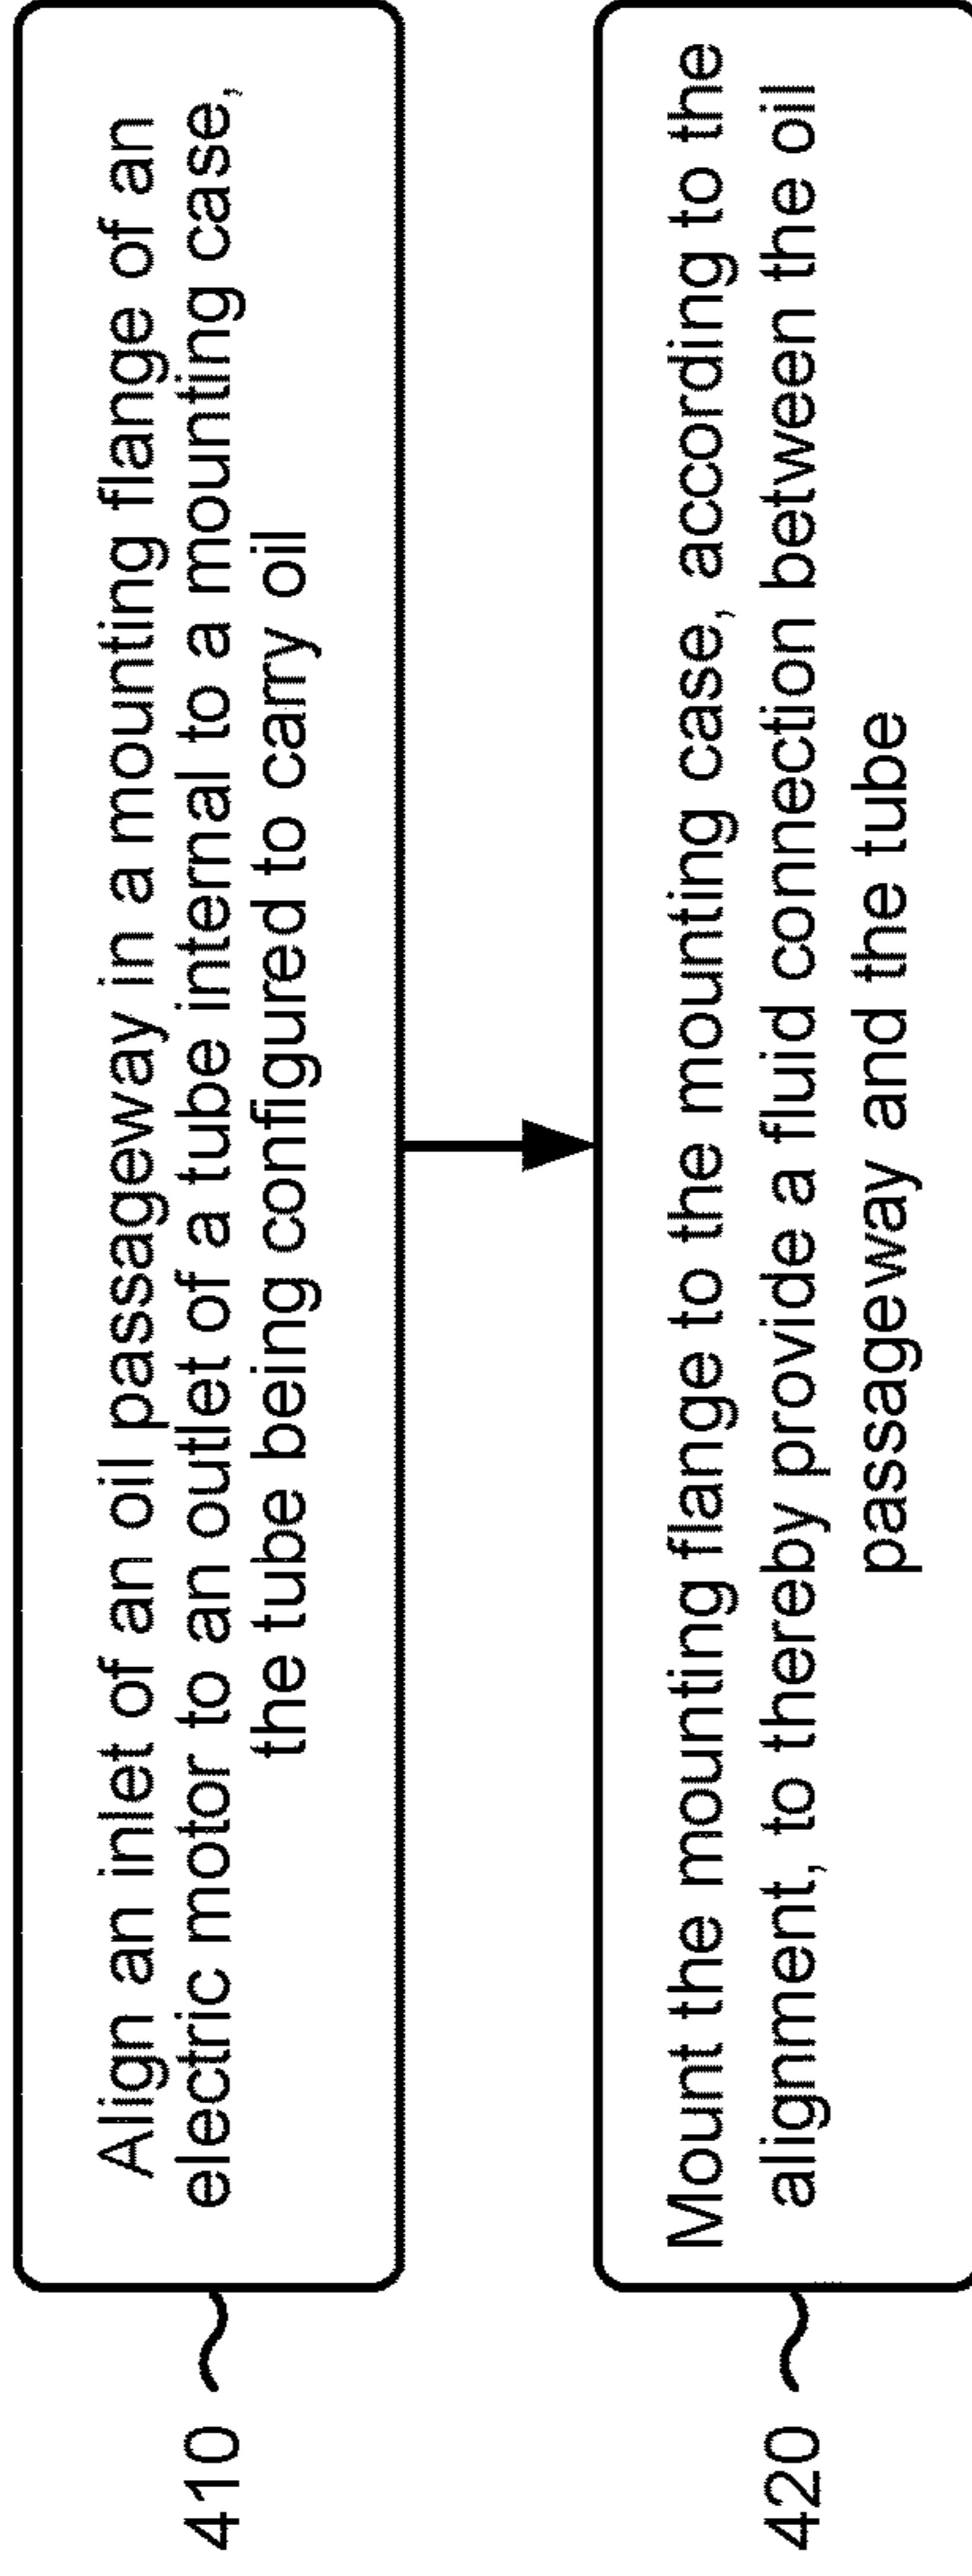 410
Align an inlet of an oil passageway in a mounting flange of an
electric motor to an outlet of a tube internal to a mounting case,
the tube being configured to carry oil
420
Mount the mounting flange to the mounting case, according to the
alignment, to thereby provide a fluid connection between the oil
passageway and the tube